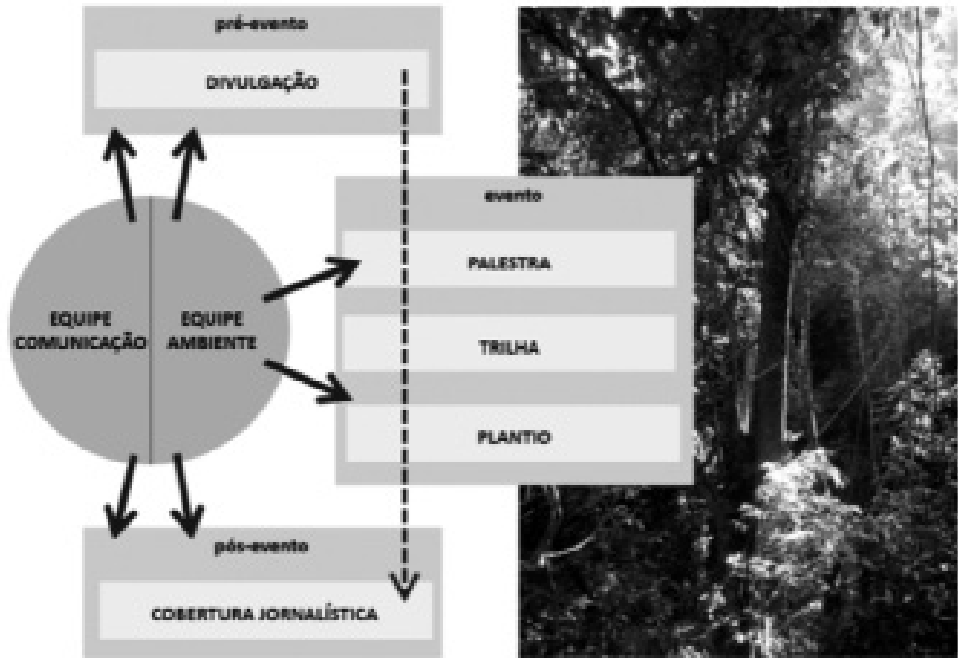 pré-evento
DIVULGAÇÃO
EQUIPE
COMUNICAÇÃO
EQUIPE
AMBIENTE
evento
PALESTRA
TRILHA
PLANTIO
pós-evento
COBERTURA JORNALÍSTICA